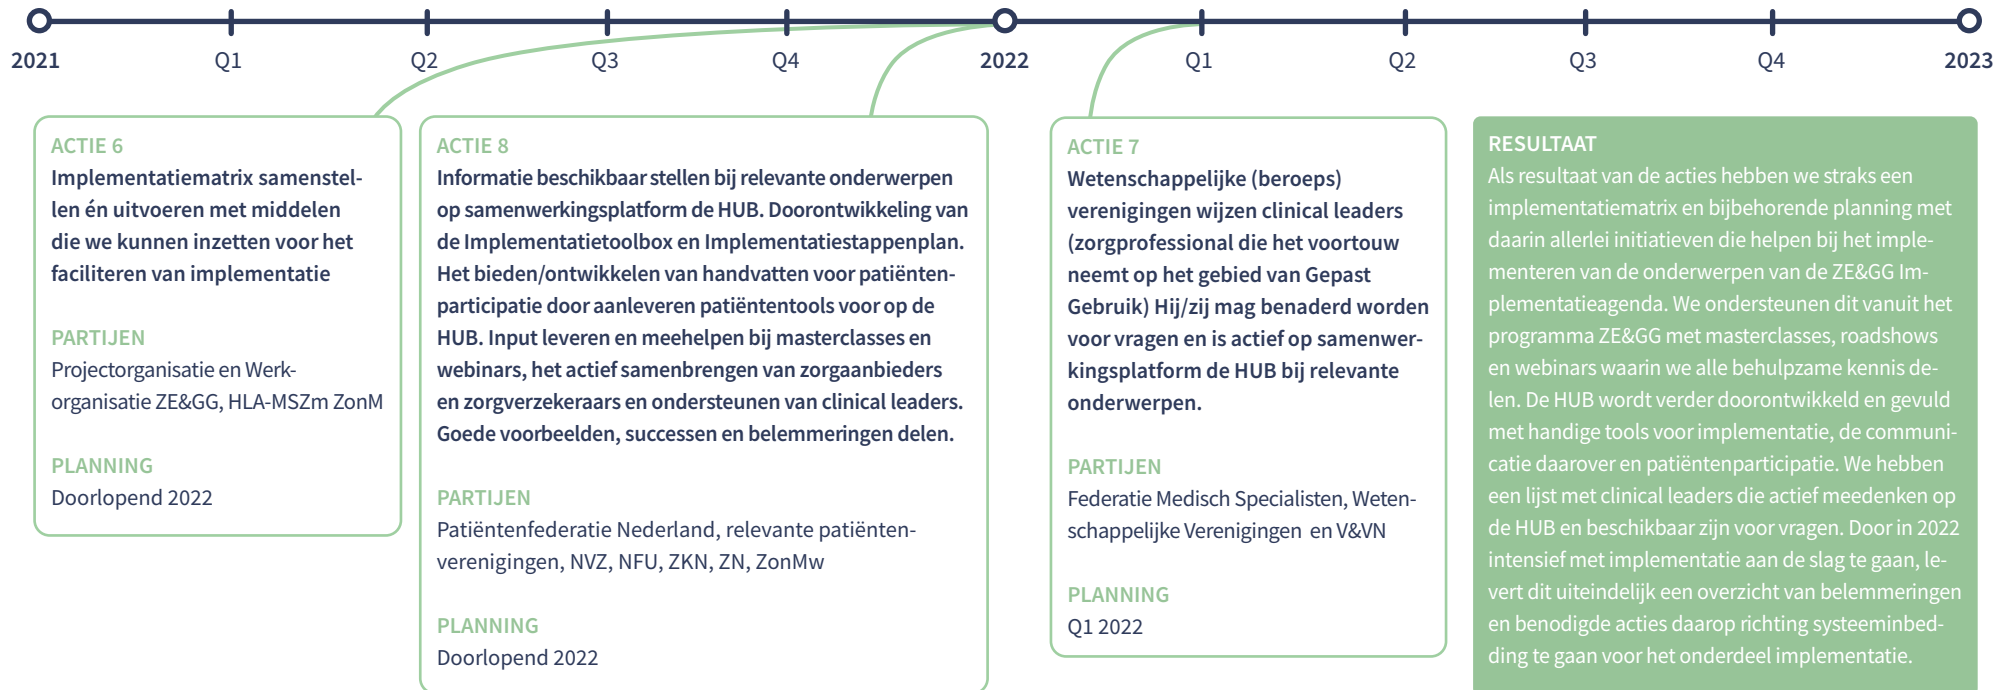 2021
Q1
Q2
Q3
Q4
2022
Q1
Q2
Q3
Q4
2023
ACTIE 6
Implementatiematrix samenstel-
len én uitvoeren met middelen
die we kunnen inzetten voor het
faciliteren van implementatie
PARTIJEN
Projectorganisatie en Werk-
organisatie ZE&GG, HLA-MSZm ZonM
PLANNING
Doorlopend 2022
ACTIE 8
Informatie beschikbaar stellen bij relevante onderwerpen
op samenwerkingsplatform de HUB. Doorontwikkeling van
de Implementatietoolbox en Implementatiestappenplan.
Het bieden/ontwikkelen van handvatten voor patiënten-
participatie door aanleveren patiëntentools voor op de
HUB. Input leveren en meehelpen bij masterclasses en
webinars, het actief samenbrengen van zorgaanbieders
en zorgverzekeraars en ondersteunen van clinical leaders.
Goede voorbeelden, successen en belemmeringen delen.
PARTIJEN
Patiëntenfederatie Nederland, relevante patiënten-
verenigingen, NVZ, NFU, ZKN, ZN, ZonMw
PLANNING
Doorlopend 2022
ACTIE 7
Wetenschappelijke (beroeps)
verenigingen wijzen clinical leaders
(zorgprofessional die het voortouw
neemt op het gebied van Gepast
Gebruik) Hij/zij mag benaderd worden
voor vragen en is actief op samenwer-
kingsplatform de HUB bij relevante
onderwerpen.
PARTIJEN
Federatie Medisch Specialisten, Weten-
schappelijke Verenigingen en V&VN
PLANNING
Q1 2022
RESULTAAT
Als resultaat van de acties hebben we straks een
implementatiematrix en bijbehorende planning met
daarin allerlei initiatieven die helpen bij het imple-
menteren van de onderwerpen van de ZE&GG Im-
plementatieagenda. We ondersteunen dit vanuit het
programma ZE&GG met masterclasses, roadshows
en webinars waarin we alle behulpzame kennis de-
len. De HUB wordt verder doorontwikkeld en gevuld
met handige tools voor implementatie, de communi-
catie daarover en patiëntenparticipatie. We hebben
een lijst met clinical leaders die actief meedenken op
de HUB en beschikbaar zijn voor vragen. Door in 2022
intensief met implementatie aan de slag te gaan, le-
vert dit uiteindelijk een overzicht van belemmeringen
en benodigde acties daarop richting systeeminbed-
ding te gaan voor het onderdeel implementatie.